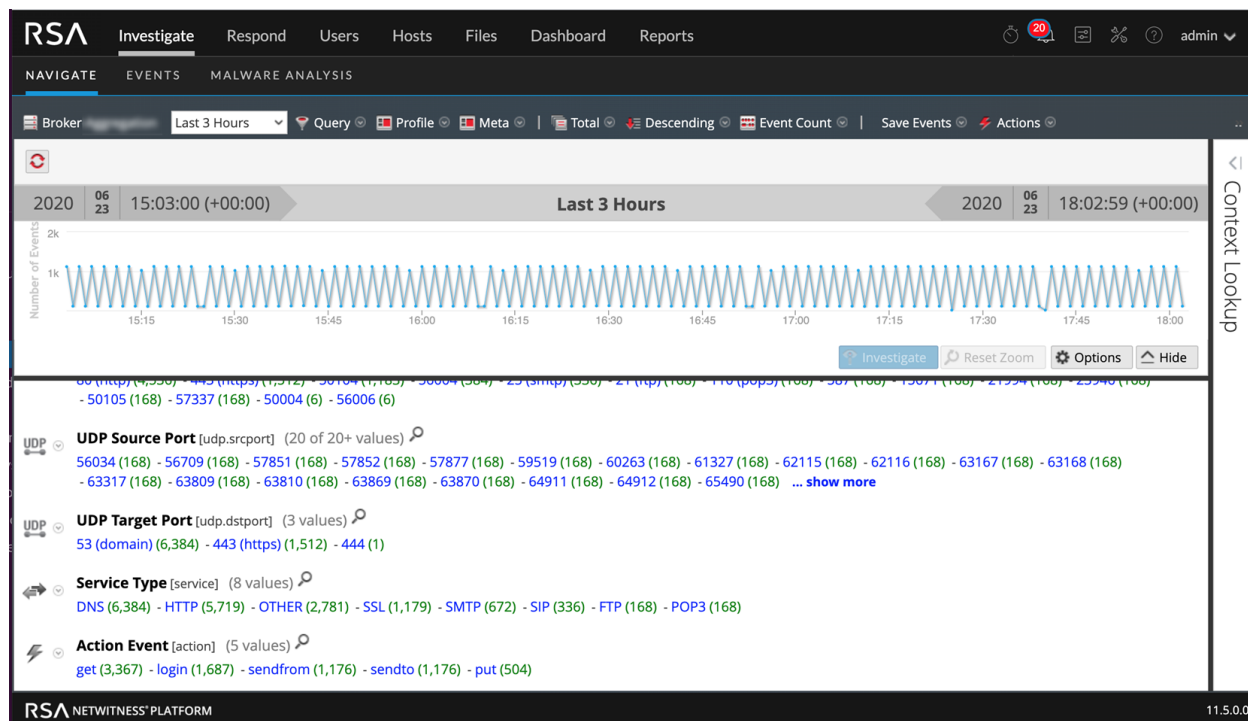 RSA Investigate Respond Users Hosts Files Dashboard Reports 20 admin
NAVIGATE EVENTS MALWARE ANALYSIS
Broker Last 3 Hours Query Profile Meta | Total Descending Event Count | Save Events Actions ..
2020 06 23 15:03:00 (+00:00) Last 3 Hours 2020 06 23 18:02:59 (+00:00)
Context Lookup
Number of Events
2k
1k
15:15 15:30 15:45 16:00 16:15 16:30 16:45 17:00 17:15 17:30 17:45 18:00
Investigate Reset Zoom Options Hide
- 50105 (168) - 57337 (168) - 50004 (6) - 56006 (6)
UDP UDP Source Port [udp.srcport] (20 of 20+ values)
56034 (168) - 56709 (168) - 57851 (168) - 57852 (168) - 57877 (168) - 59519 (168) - 60263 (168) - 61327 (168) - 62115 (168) - 62116 (168) - 63167 (168) - 63168 (168)
- 63317 (168) - 63809 (168) - 63810 (168) - 63869 (168) - 63870 (168) - 64911 (168) - 64912 (168) - 65490 (168) ... show more
UDP UDP Target Port [udp.dstport] (3 values)
53 (domain) (6,384) - 443 (https) (1,512) - 444 (1)
Service Type [service] (8 values)
DNS (6,384) - HTTP (5,719) - OTHER (2,781) - SSL (1,179) - SMTP (672) - SIP (336) - FTP (168) - POP3 (168)
Action Event [action] (5 values)
get (3,367) - login (1,687) - sendfrom (1,176) - sendto (1,176) - put (504)
RSA NETWITNESS® PLATFORM 11.5.0.0